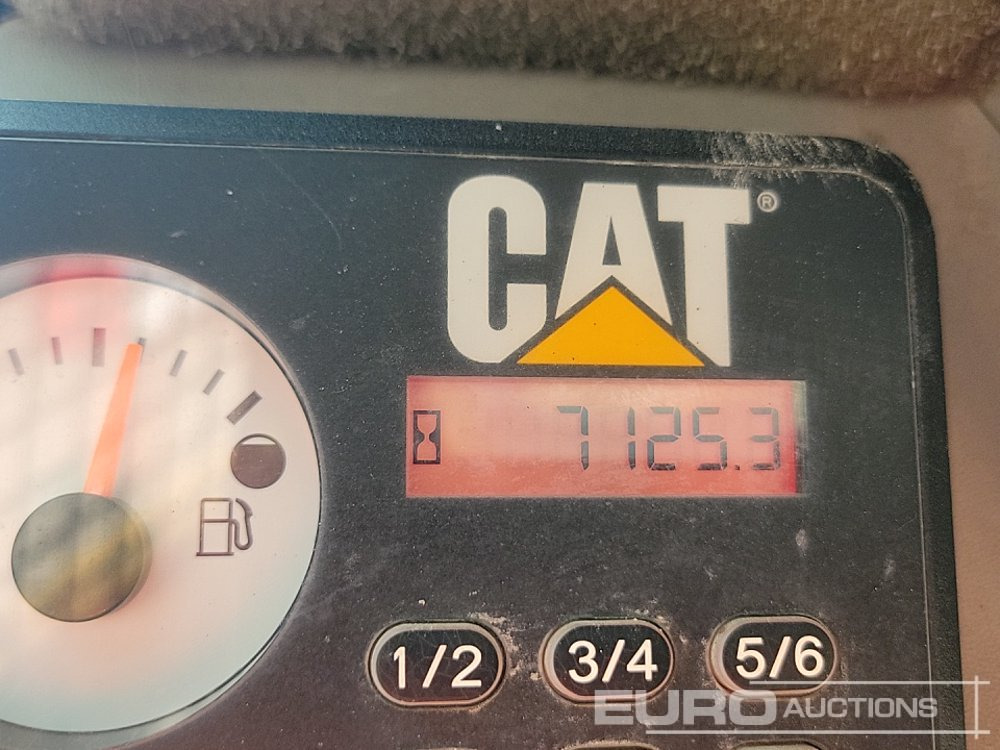 CAT®
7125.3
1/2 3/4 5/6
EURO AUCTIONS